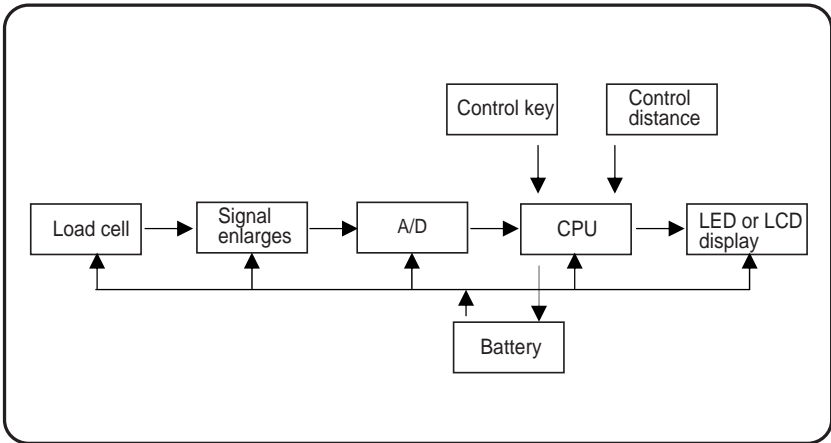 Control key
Control
distance
Load cell
Signal
enlarges
A/D
CPU
LED or LCD
display
Battery